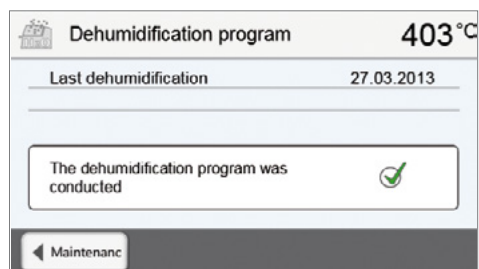 Dehumidification program 403°C
Last dehumidification 27.03.2013
The dehumidification program was
conducted
Maintenanc